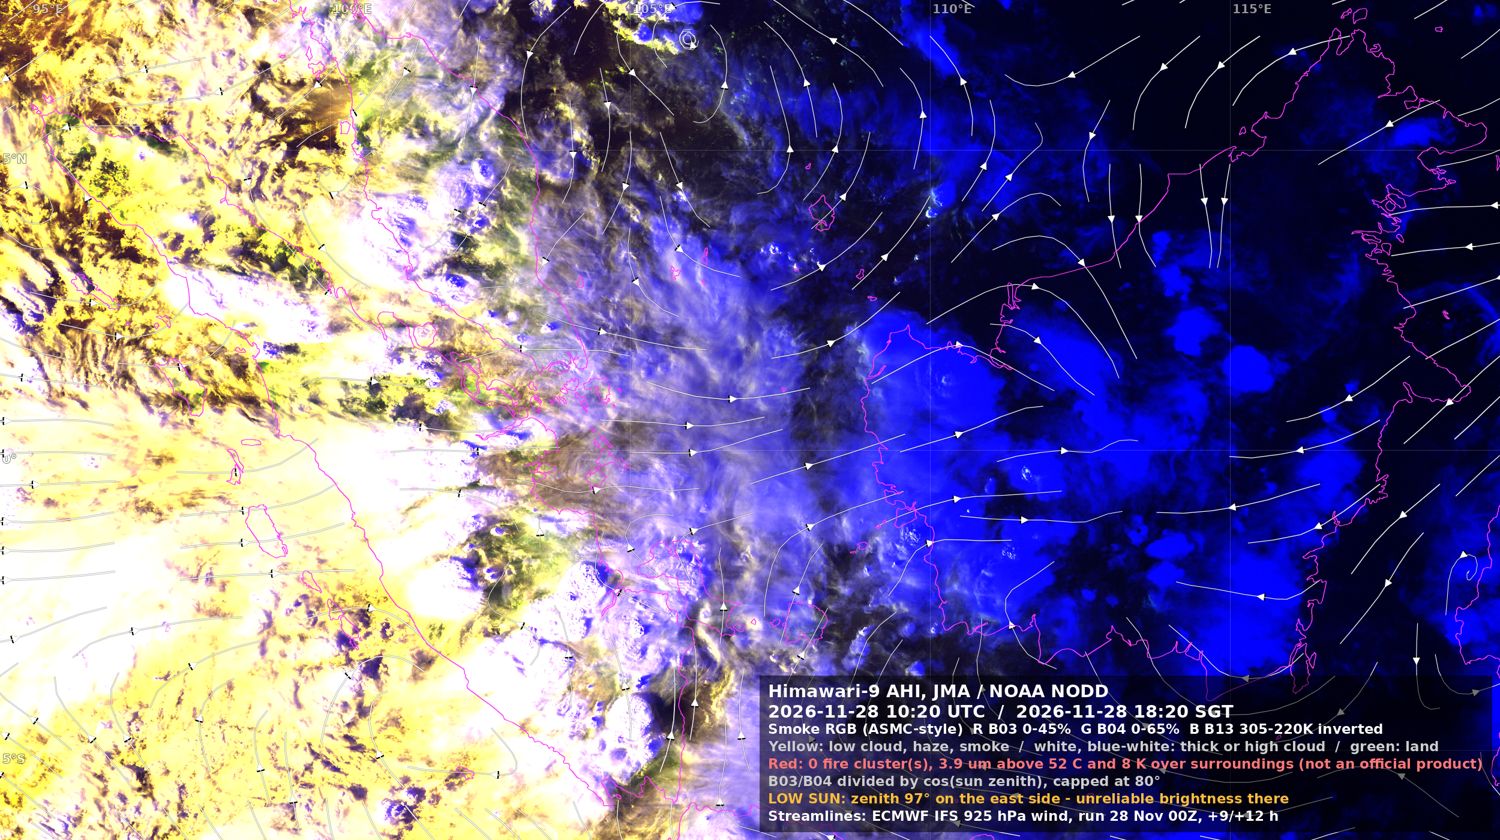 95°E
100°E
105°E
110°E
115°E
5°N
0°
5°S
Himawari-9 AHI, JMA / NOAA NODD
2026-11-28 10:20 UTC / 2026-11-28 18:20 SGT
Smoke RGB (ASMC-style) R B03 0-45% G B04 0-65% B B13 305-220K inverted
Yellow: low cloud, haze, smoke / white, blue-white: thick or high cloud / green: land
Red: 0 fire cluster(s), 3.9 um above 52 C and 8 K over surroundings (not an official product)
B03/B04 divided by cos(sun zenith), capped at 80°
LOW SUN: zenith 97° on the east side - unreliable brightness there
Streamlines: ECMWF IFS 925 hPa wind, run 28 Nov 00Z, +9/+12 h